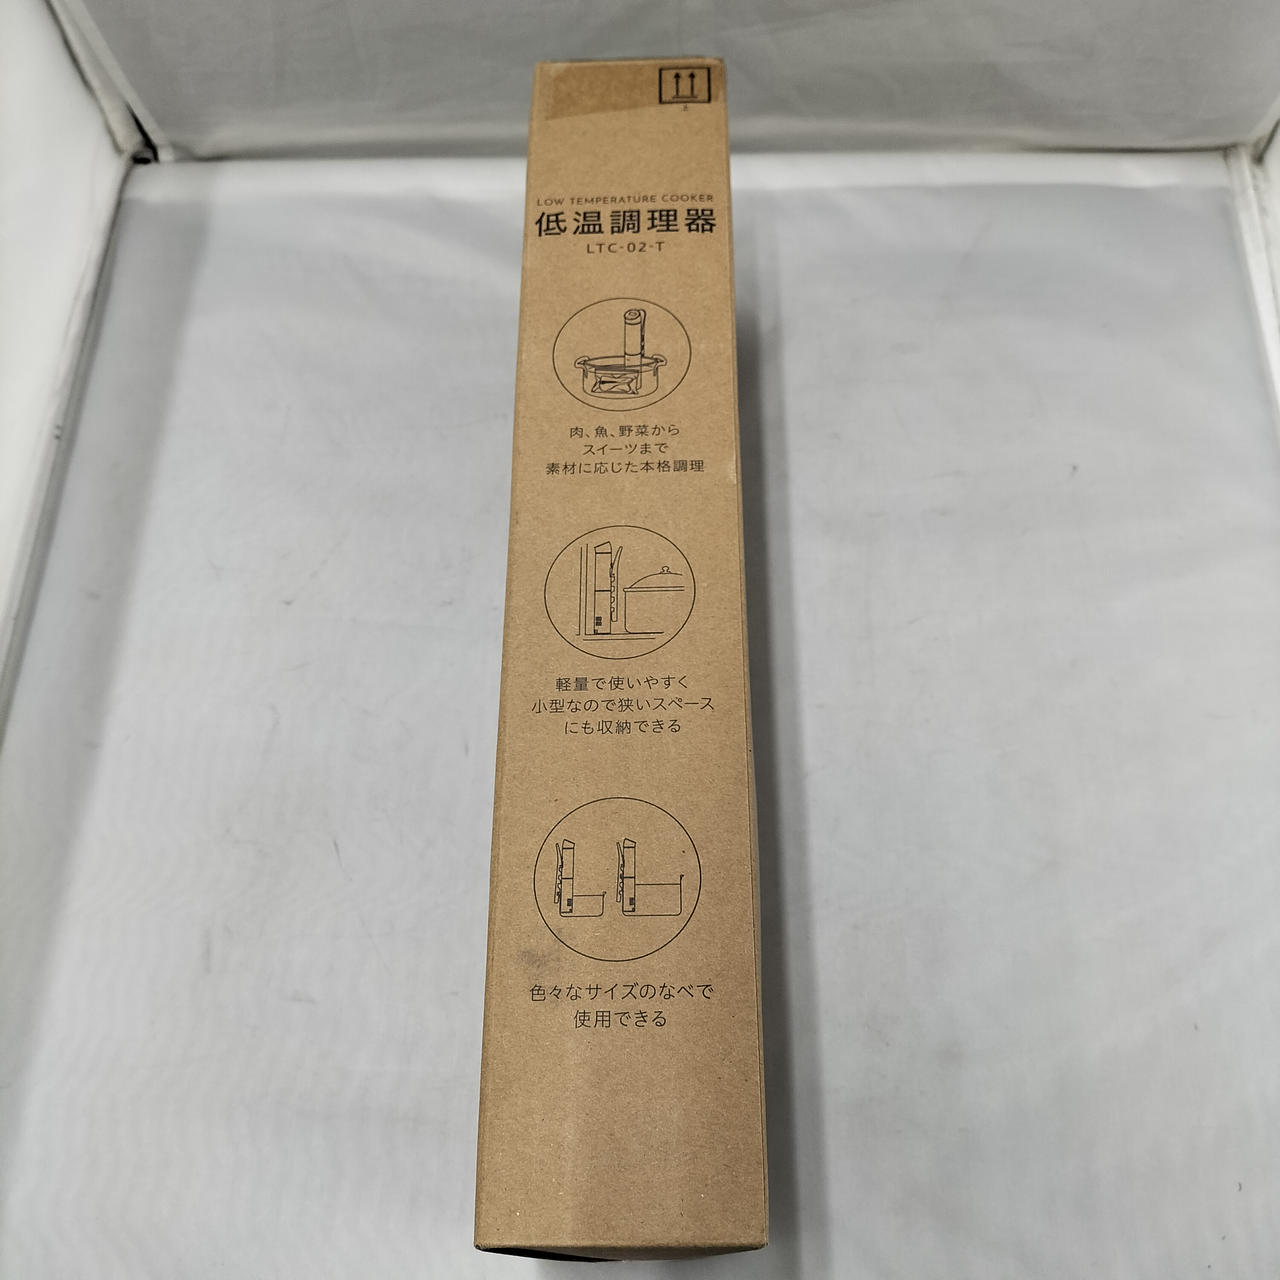 LOW TEMPERATURE COOKER
低温調理器
LTC-02-T
肉、魚、野菜から
スイーツまで
素材に応じた本格調理
軽量で使いやすく
小型なので狭いスペース
にも収納できる
色々なサイズのなべで
使用できる